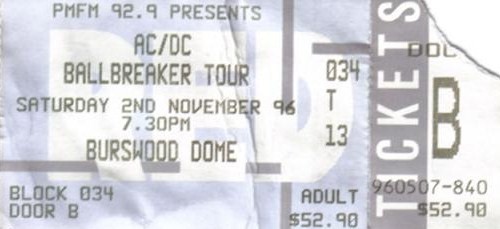 PMFM 92.9 PRESENTS
AC/DC
BALLBREAKER TOUR
SATURDAY 2ND NOVEMBER 96
7.30PM
BURSWOOD DOME
BLOCK 034
DOOR B
034
T
13
ADULT
$52.90
RED
TICKETS
B
960507-840
$52.90